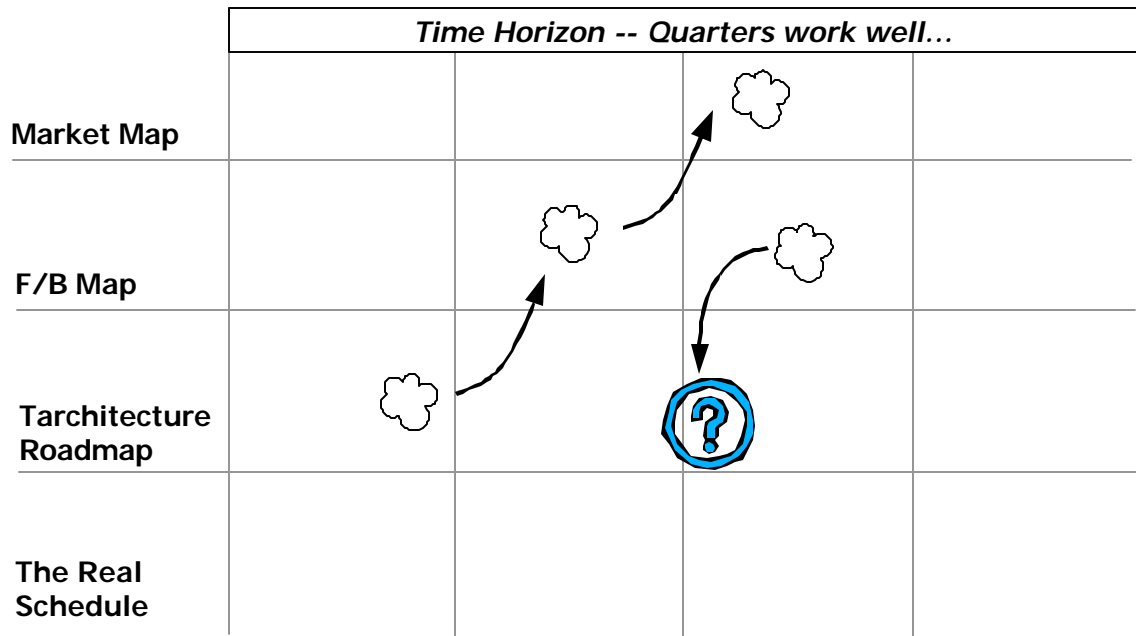 Time Horizon -- Quarters work well...
Market Map
F/B Map
Tarchitecture
Roadmap
?
The Real
Schedule